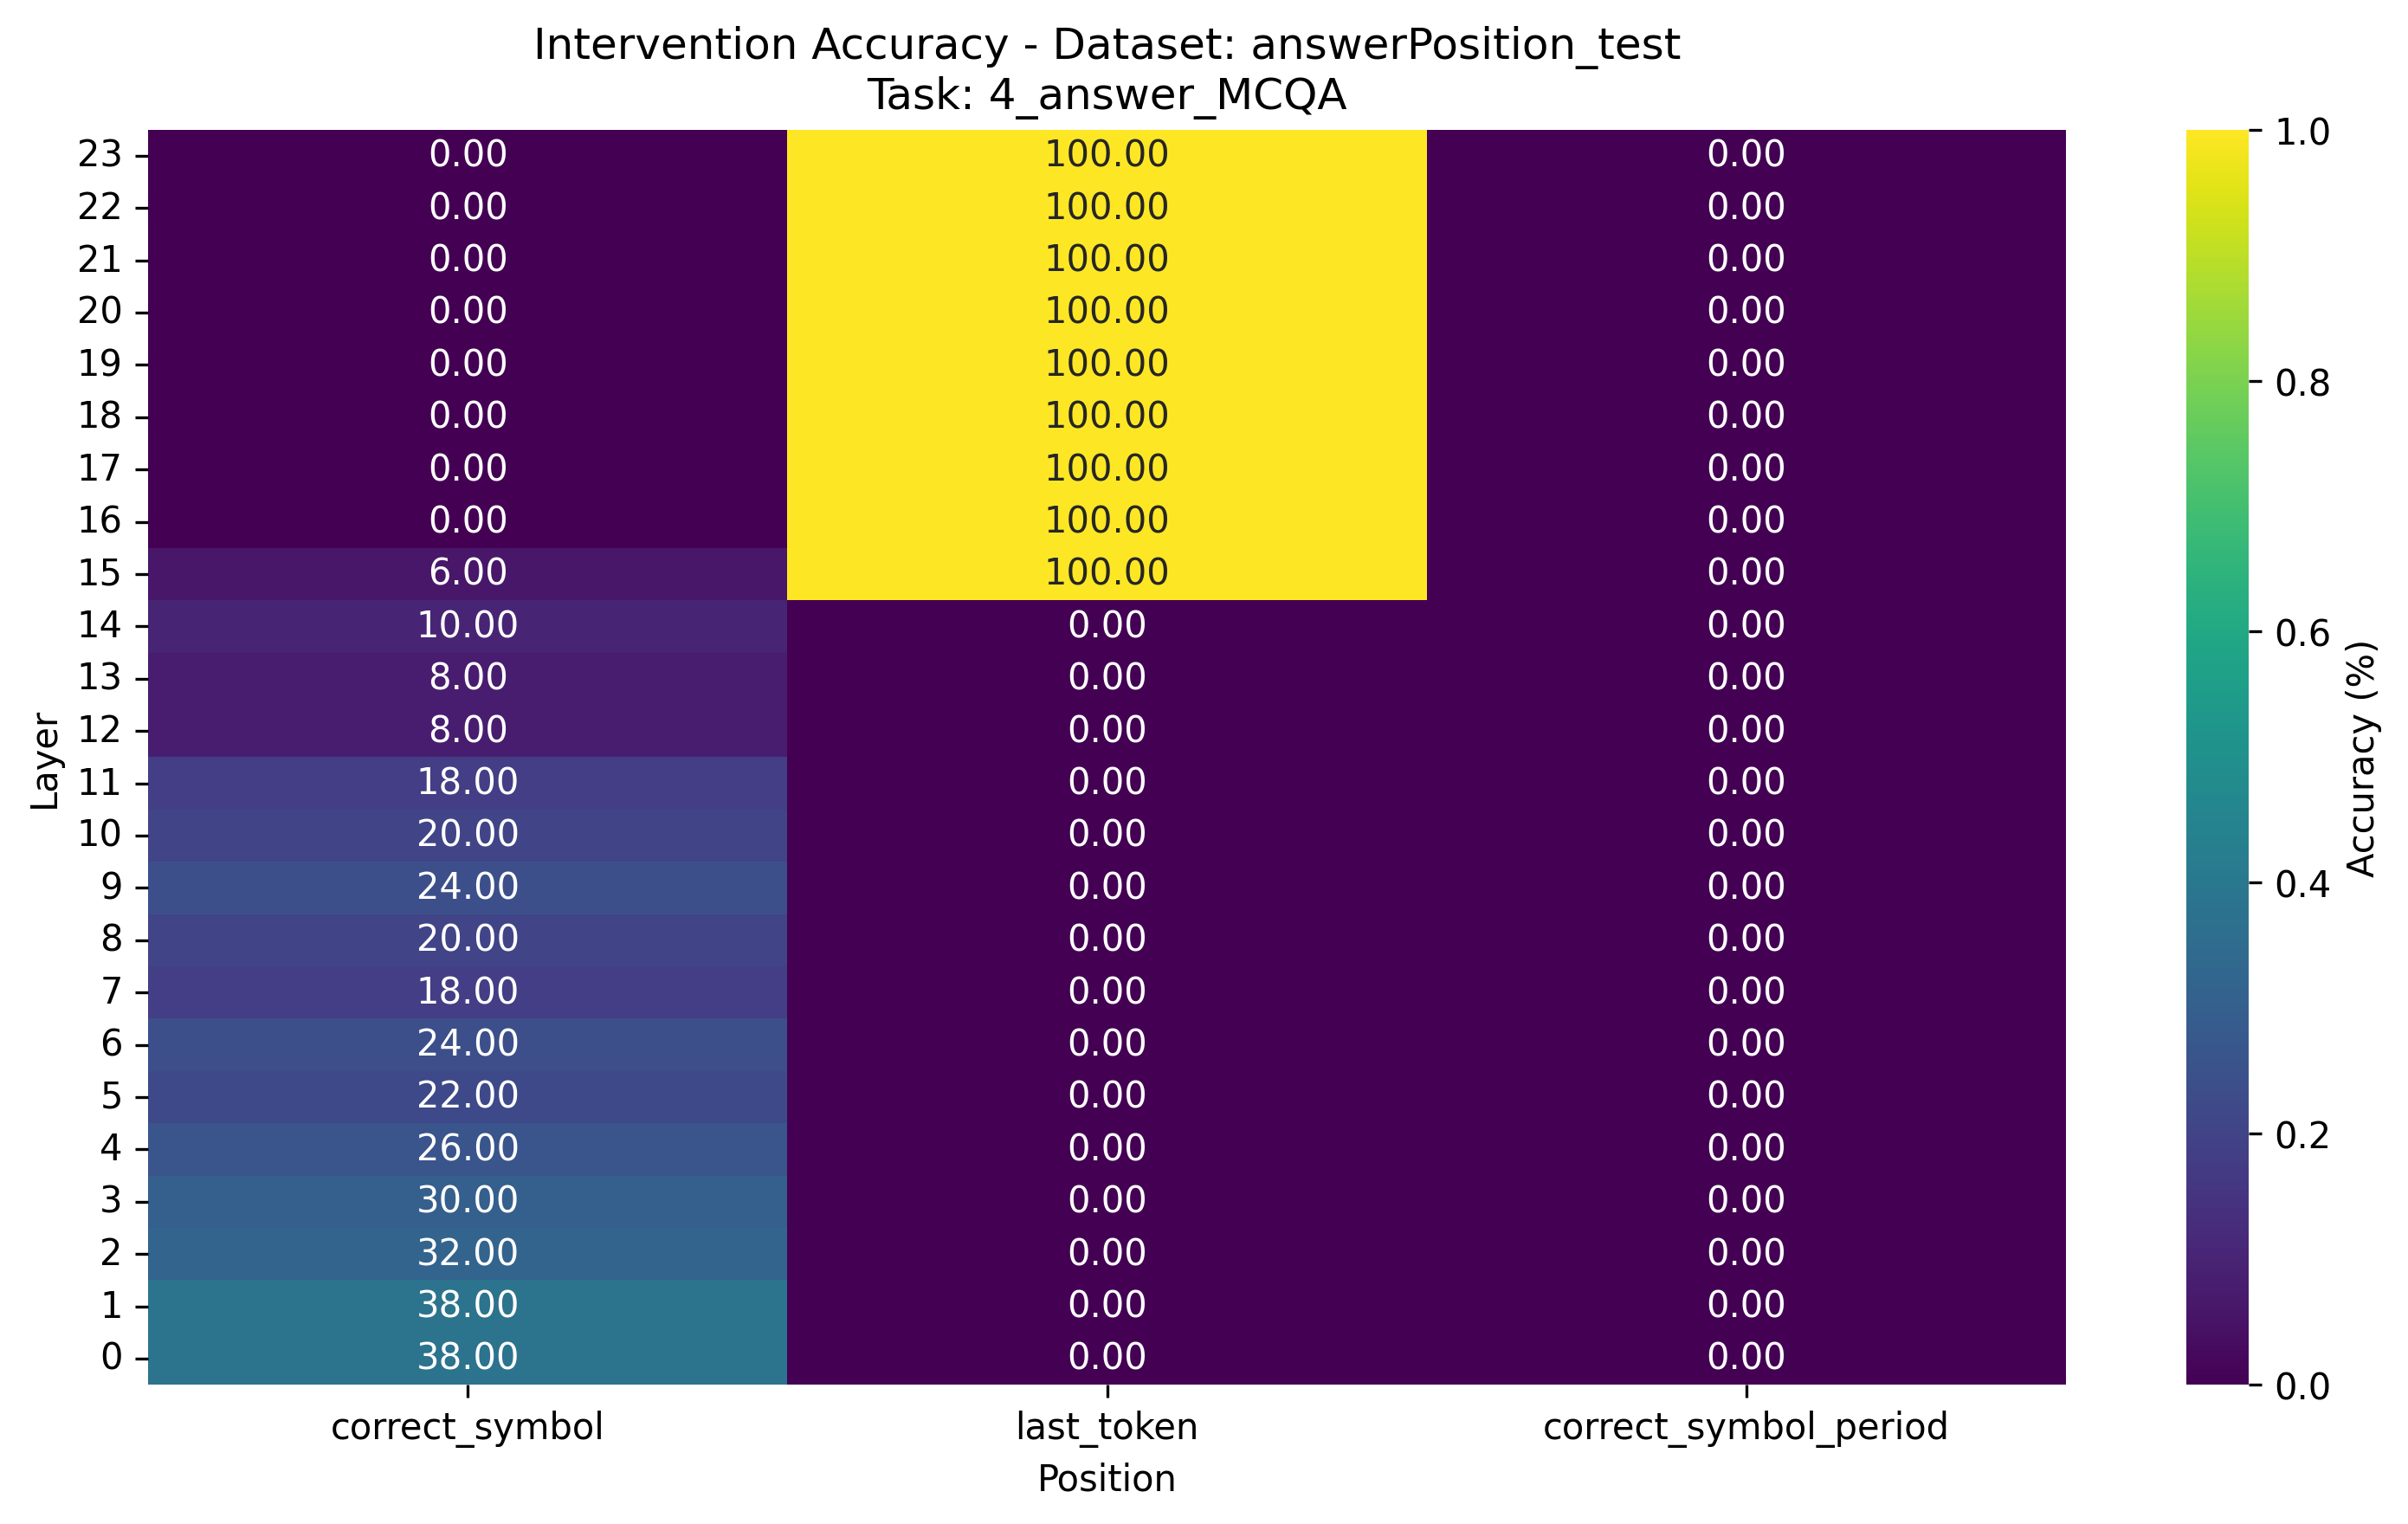 Intervention Accuracy - Dataset: answerPosition_test
Task: 4_answer_MCQA
23 0.00 100.00 0.00 1.0
22 0.00 100.00 0.00
21 0.00 100.00 0.00
20 0.00 100.00 0.00
19 0.00 100.00 0.00 0.8
18 0.00 100.00 0.00
17 0.00 100.00 0.00
16 0.00 100.00 0.00
15 6.00 100.00 0.00
14 10.00 0.00 0.00 0.6
13 8.00 0.00 0.00
12 8.00 0.00 0.00
11 18.00 0.00 0.00
10 20.00 0.00 0.00
9 24.00 0.00 0.00 0.4
8 20.00 0.00 0.00
7 18.00 0.00 0.00
6 24.00 0.00 0.00
5 22.00 0.00 0.00
4 26.00 0.00 0.00 0.2
3 30.00 0.00 0.00
2 32.00 0.00 0.00
1 38.00 0.00 0.00
0 38.00 0.00 0.00 0.0
Layer
Accuracy (%)
correct_symbol last_token correct_symbol_period
Position